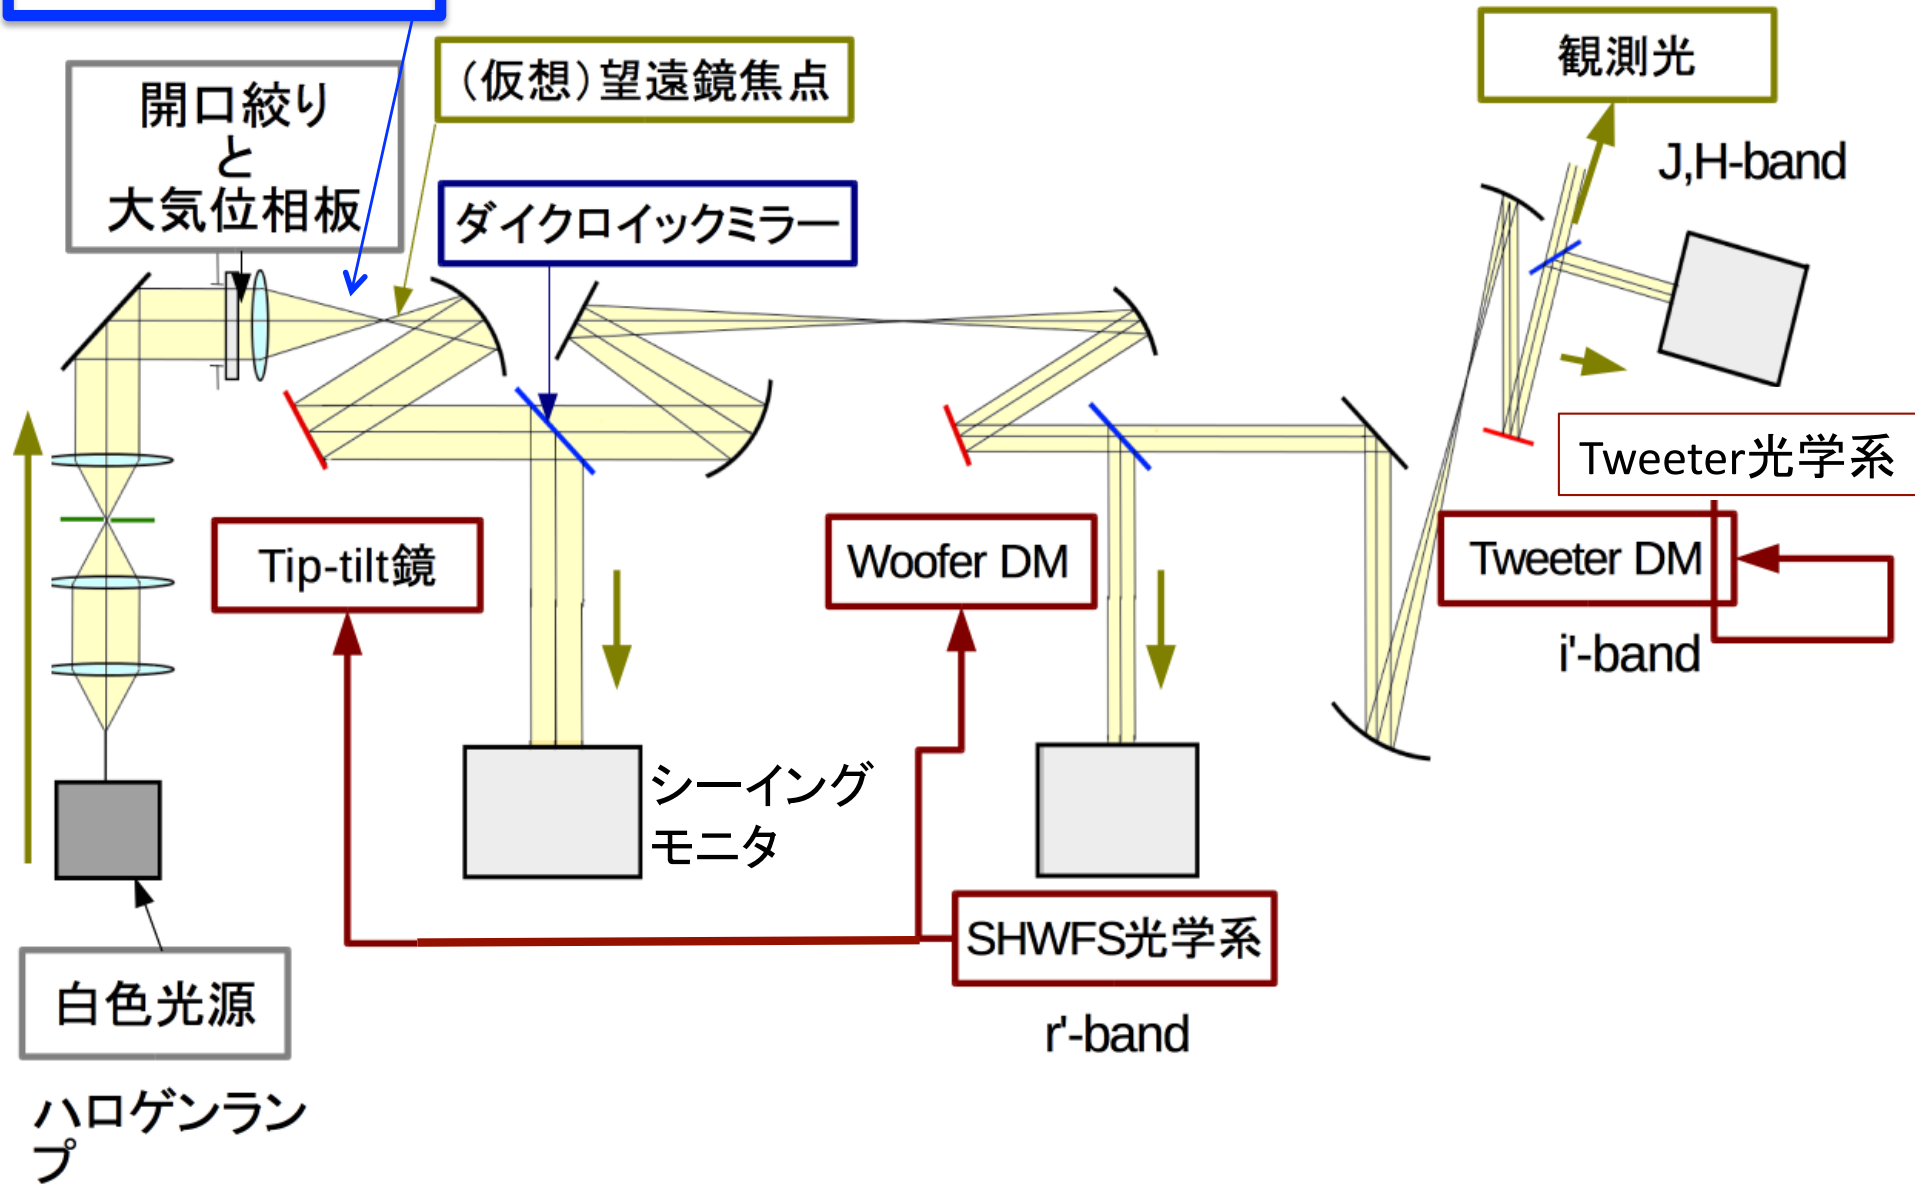 (仮想)望遠鏡焦点
開口絞り
と
大気位相板
ダイクロイックミラー
観測光
J,H-band
Tweeter光学系
Tip-tilt鏡
Woofer DM
Tweeter DM
i'-band
シーイング
モニタ
SHWFS光学系
r'-band
白色光源
ハロゲンラン
プ